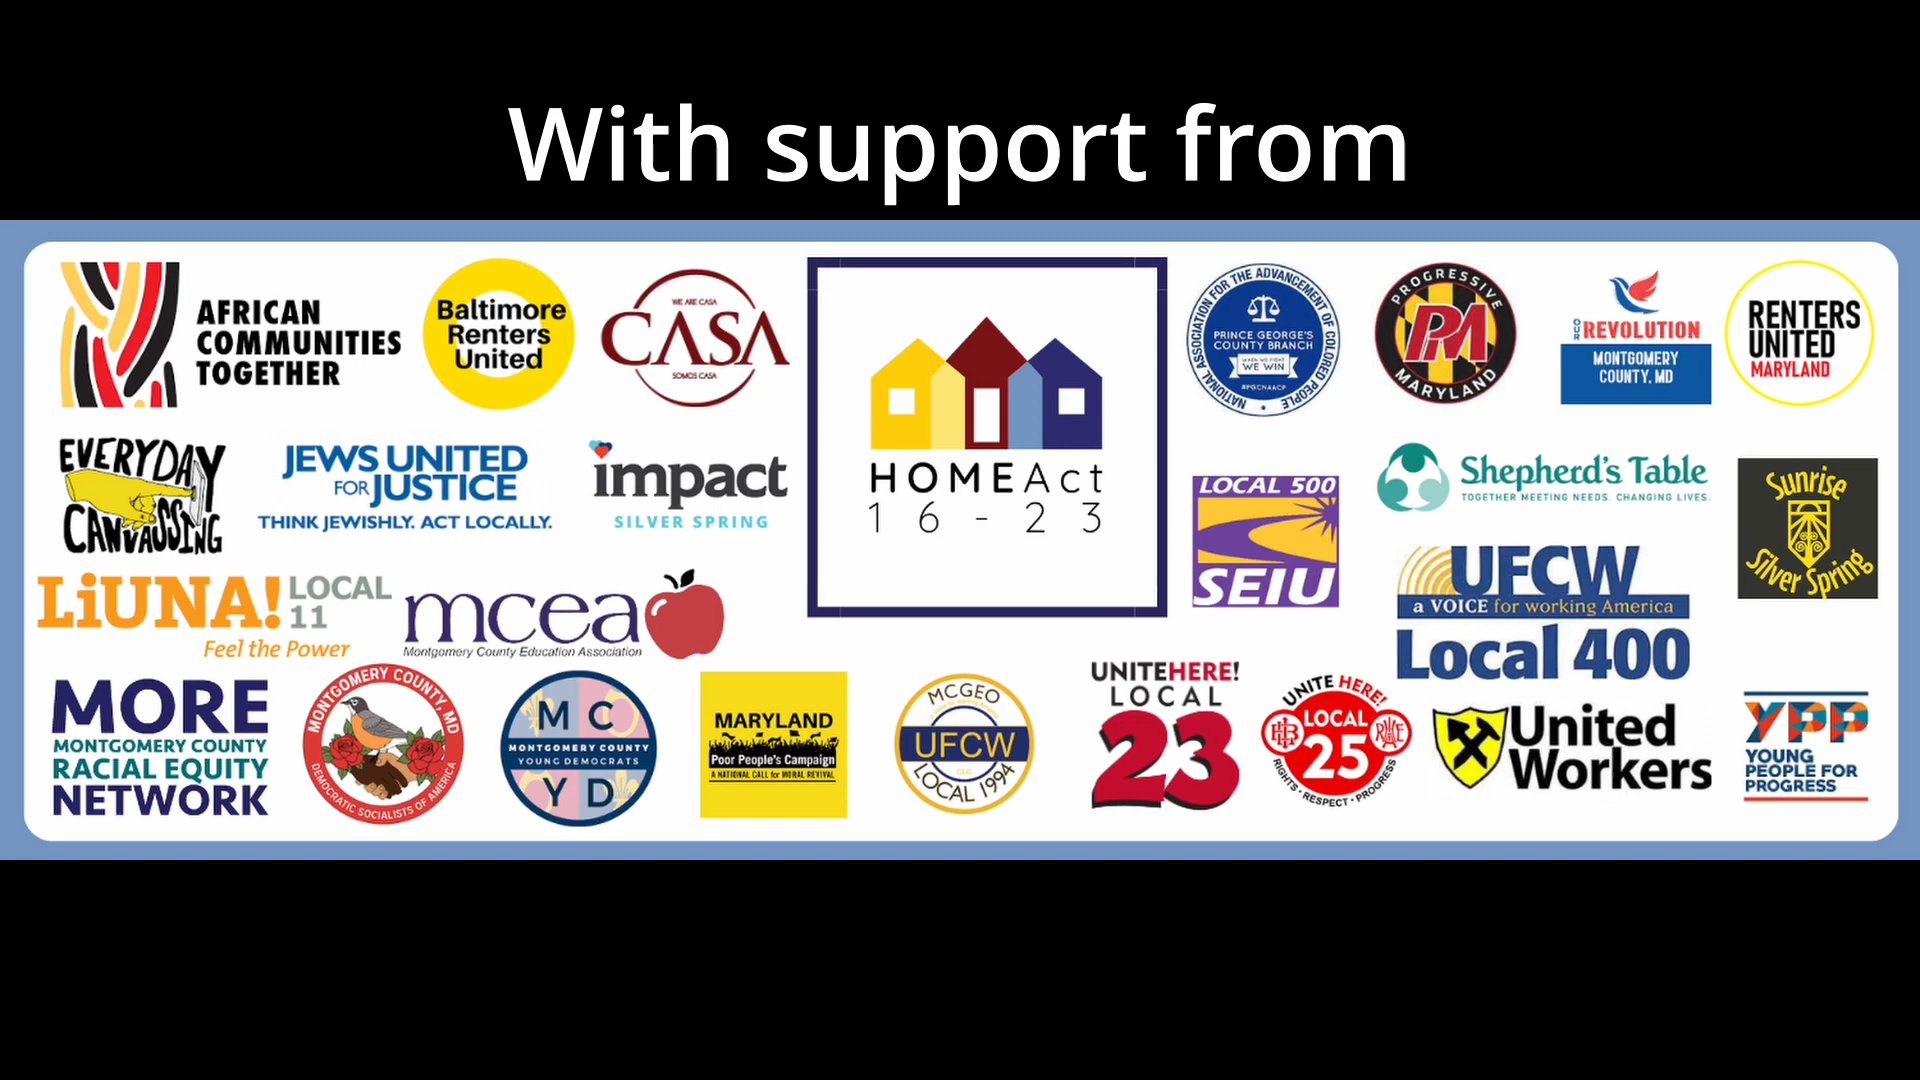 With support from
AFRICAN
COMMUNITIES
TOGETHER
Baltimore
Renters
United
WE ARE CASA
CASA
SOMOS CASA
HOMEAct
16-23
NATIONAL ASSOCIATION FOR THE ADVANCEMENT OF COLORED PEOPLE
PRINCE GEORGE'S
COUNTY BRANCH
WHEN WE FIGHT
WE WIN
#PGCNAACP
PROGRESSIVE
PM
MARYLAND
OUR
REVOLUTION
MONTGOMERY
COUNTY, MD
RENTERS
UNITED
MARYLAND
EVERYDAY
CANVASSING
JEWS UNITED
FOR JUSTICE
THINK JEWISHLY. ACT LOCALLY.
impact
SILVER SPRING
LOCAL 500
SEIU
Shepherd's Table
TOGETHER MEETING NEEDS. CHANGING LIVES.
Sunrise
Silver Spring
LiUNA!
LOCAL
11
Feel the Power
mcea
Montgomery County Education Association
UFCW
a VOICE for working America
Local 400
MORE
MONTGOMERY COUNTY
RACIAL EQUITY
NETWORK
MONTGOMERY COUNTY, MD
DEMOCRATIC SOCIALISTS OF AMERICA
M C
MONTGOMERY COUNTY
YOUNG DEMOCRATS
Y D
MARYLAND
Poor People's Campaign
A NATIONAL CALL for MORAL REVIVAL
MCGEO
UFCW
LOCAL 1994
UNITEHERE!
LOCAL
23
UNITE HERE!
LOCAL
25
RIGHTS • RESPECT • PROGRESS
United
Workers
YPP
YOUNG
PEOPLE FOR
PROGRESS